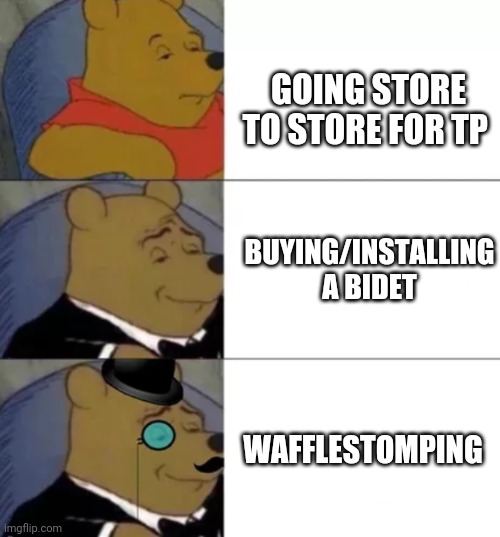 GOING STORE
TO STORE FOR TP
BUYING/INSTALLING
A BIDET
WAFFLESTOMPING
imgflip.com